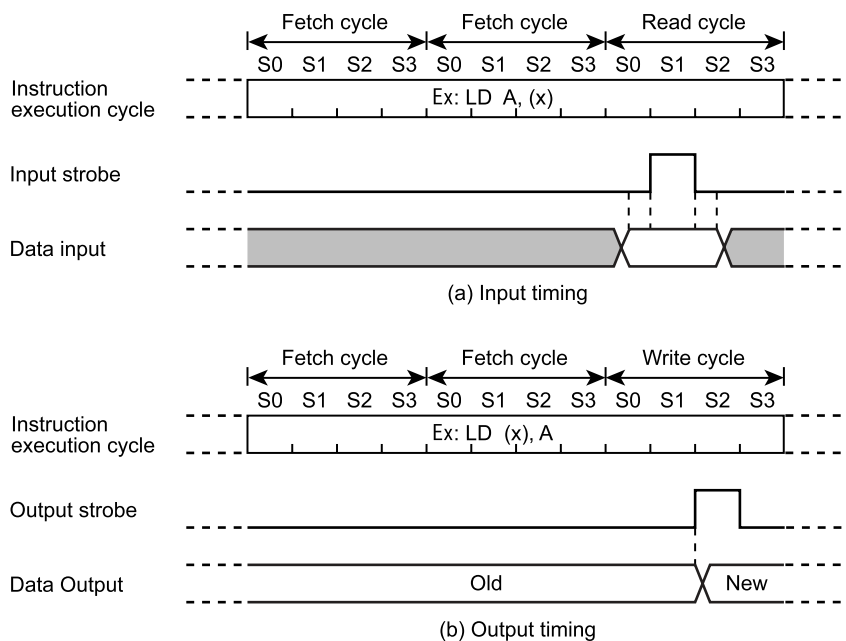 Fetch cycle Fetch cycle Read cycle
S0 S1 S2 S3 S0 S1 S2 S3 S0 S1 S2 S3
Instruction
execution cycle
Ex: LD A, (x)
Input strobe
Data input
(a) Input timing
Fetch cycle Fetch cycle Write cycle
S0 S1 S2 S3 S0 S1 S2 S3 S0 S1 S2 S3
Instruction
execution cycle
Ex: LD (x), A
Output strobe
Data Output
Old New
(b) Output timing